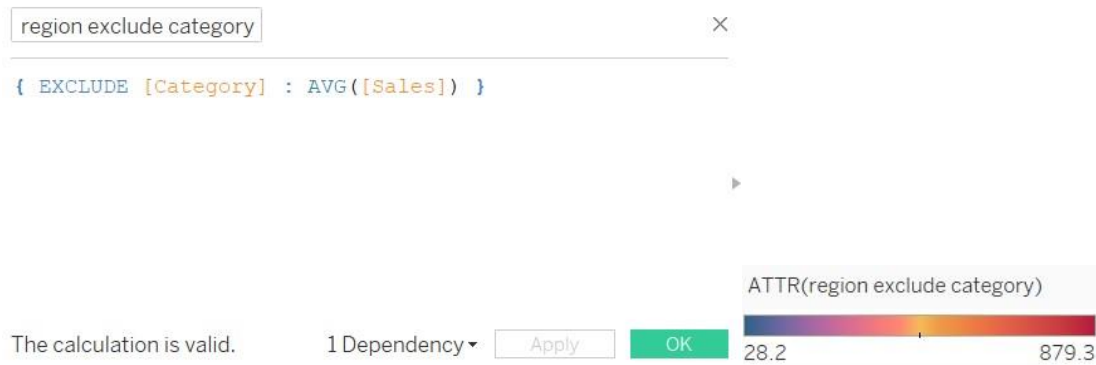 region exclude category
{ EXCLUDE [Category] : AVG([Sales]) }
ATTR(region exclude category)
The calculation is valid.
1 Dependency
Apply
OK
28.2
879.3